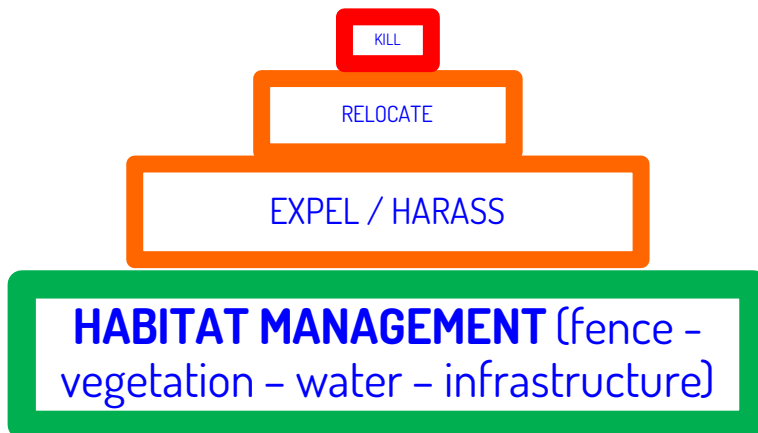 KILL
RELOCATE
EXPEL / HARASS
HABITAT MANAGEMENT (fence –
vegetation – water – infrastructure)